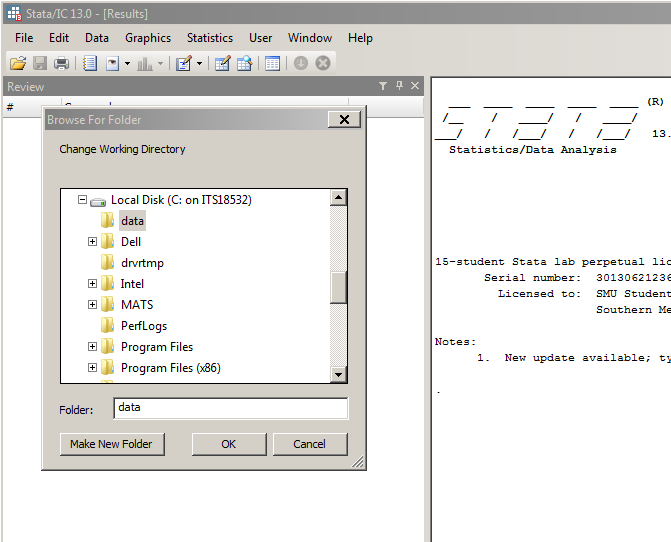 Stata/IC 13.0 - [Results]
File Edit Data Graphics Statistics User Window Help
Review
#
Browse For Folder
Change Working Directory
Local Disk (C: on ITS18532)
data
Dell
drvrtmp
Intel
MATS
PerfLogs
Program Files
Program Files (x86)
Folder: data
Make New Folder OK Cancel
(R)
STATA
13.
Statistics/Data Analysis
15-student Stata lab perpetual lic
Serial number: 30130621236
Licensed to: SMU Student
Southern Me
Notes:
1. New update available; ty
.